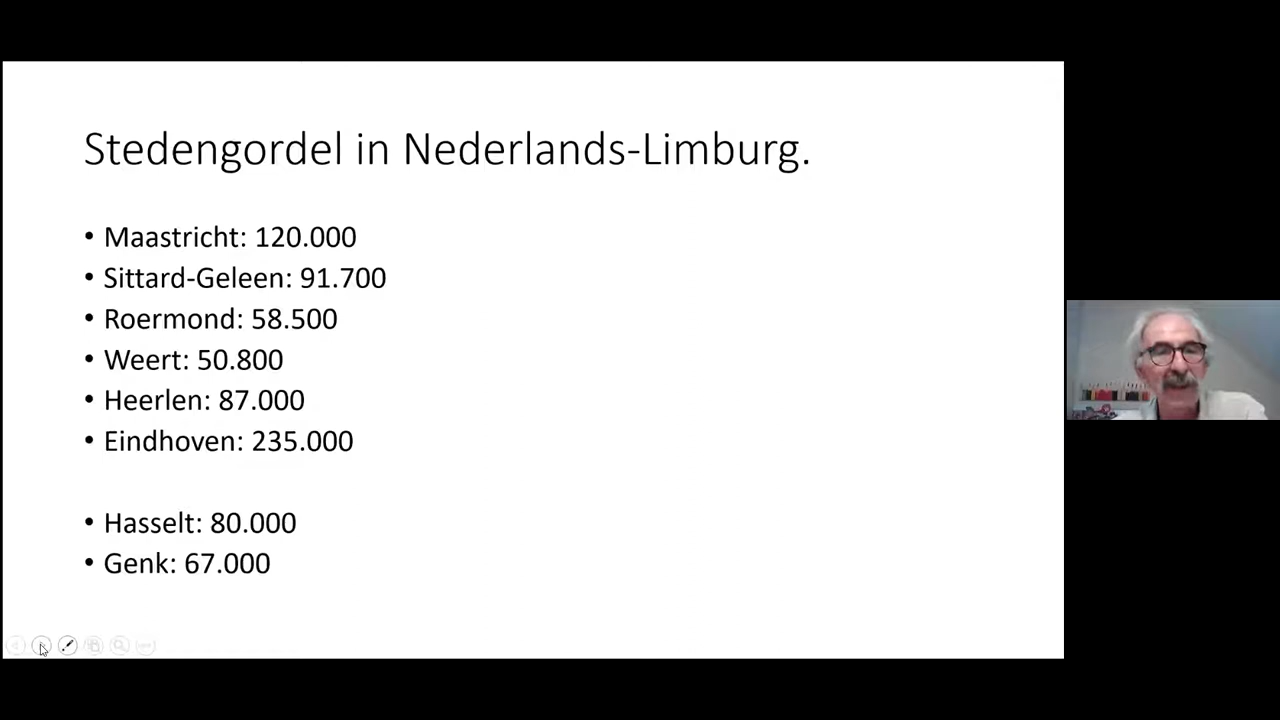 Stedengordel in Nederlands-Limburg.
• Maastricht: 120.000
• Sittard-Geleen: 91.700
• Roermond: 58.500
• Weert: 50.800
• Heerlen: 87.000
• Eindhoven: 235.000
• Hasselt: 80.000
• Genk: 67.000